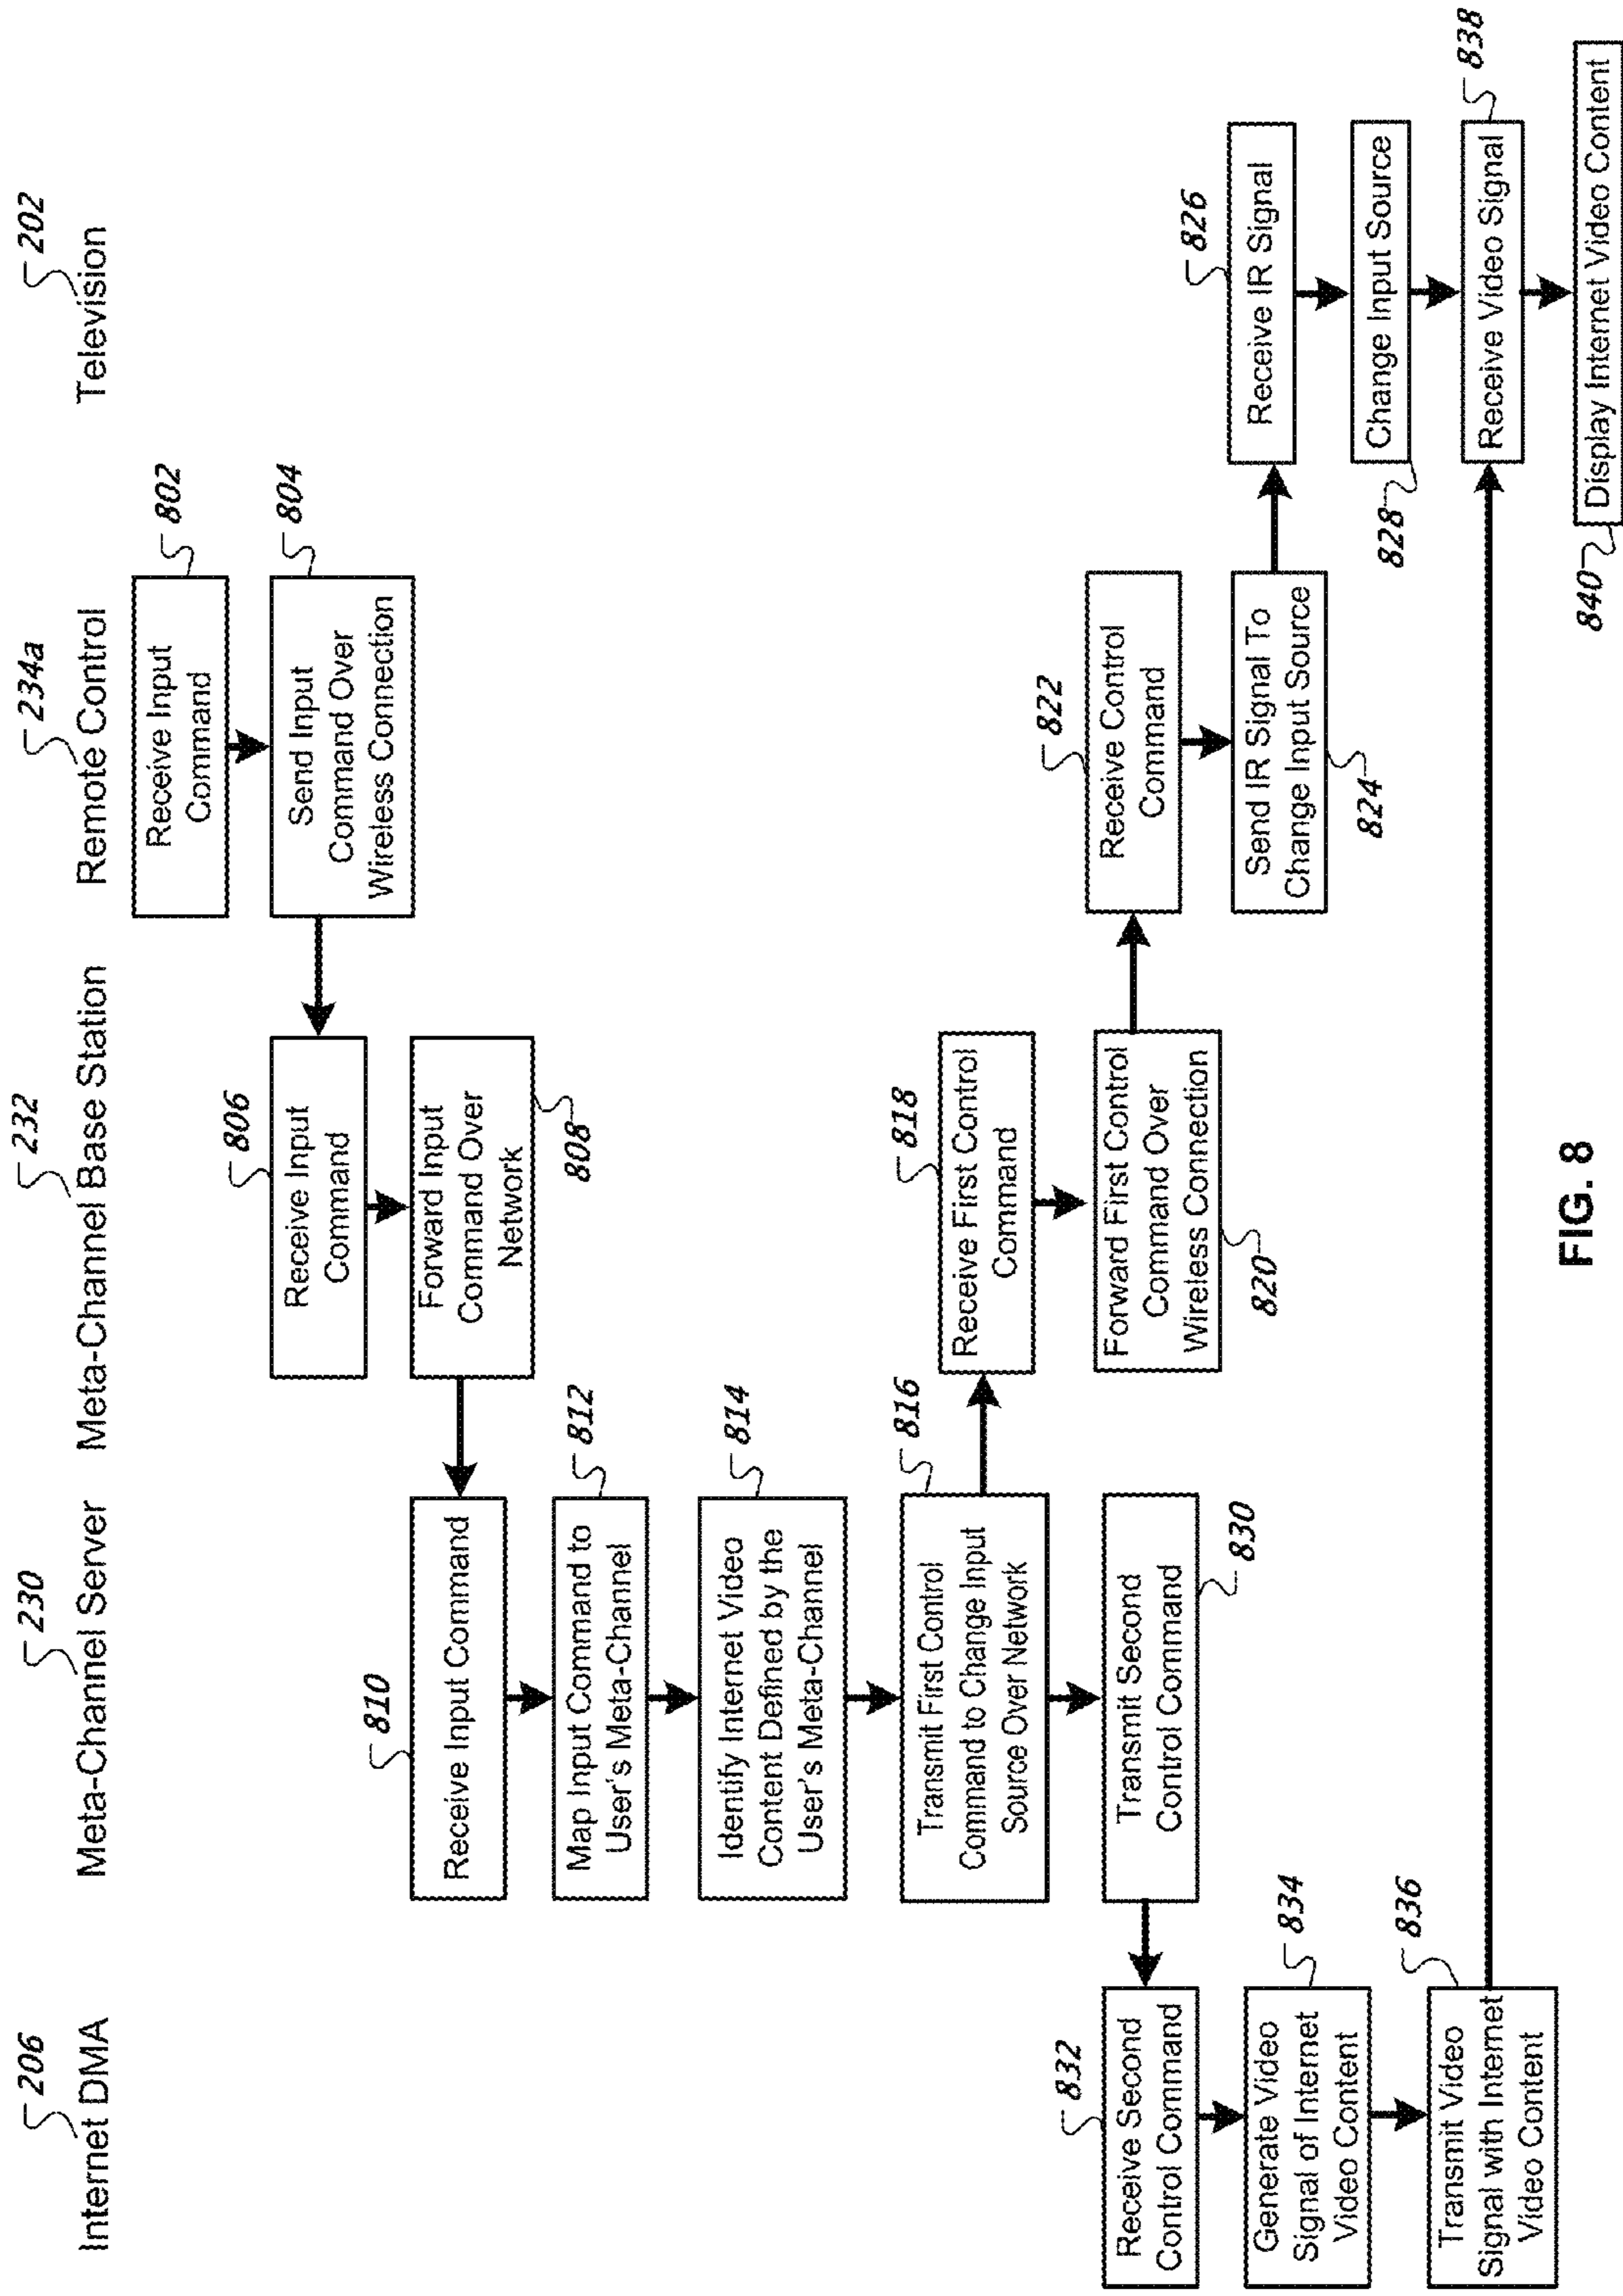 206
Internet DMA
230
Meta-Channel Server
232
Meta-Channel Base Station
234a
Remote Control
202
Television
802
Receive Input
Command
804
Send Input
Command Over
Wireless Connection
806
Receive Input
Command
Forward Input
Command Over
Network
808
810
Receive Input Command
812
Map Input Command to
User's Meta-Channel
814
Identify Internet Video
Content Defined by the
User's Meta-Channel
816
Transmit First Control
Command to Change Input
Source Over Network
818
Receive First Control
Command
Forward First Control
Command Over
Wireless Connection
820
822
Receive Control
Command
Send IR Signal To
Change Input Source
824
826
Receive IR Signal
Change Input Source
828
Transmit Second
Control Command
830
832
Receive Second
Control Command
834
Generate Video
Signal of Internet
Video Content
836
Transmit Video
Signal with Internet
Video Content
838
Receive Video Signal
840
Display Internet Video Content
FIG. 8